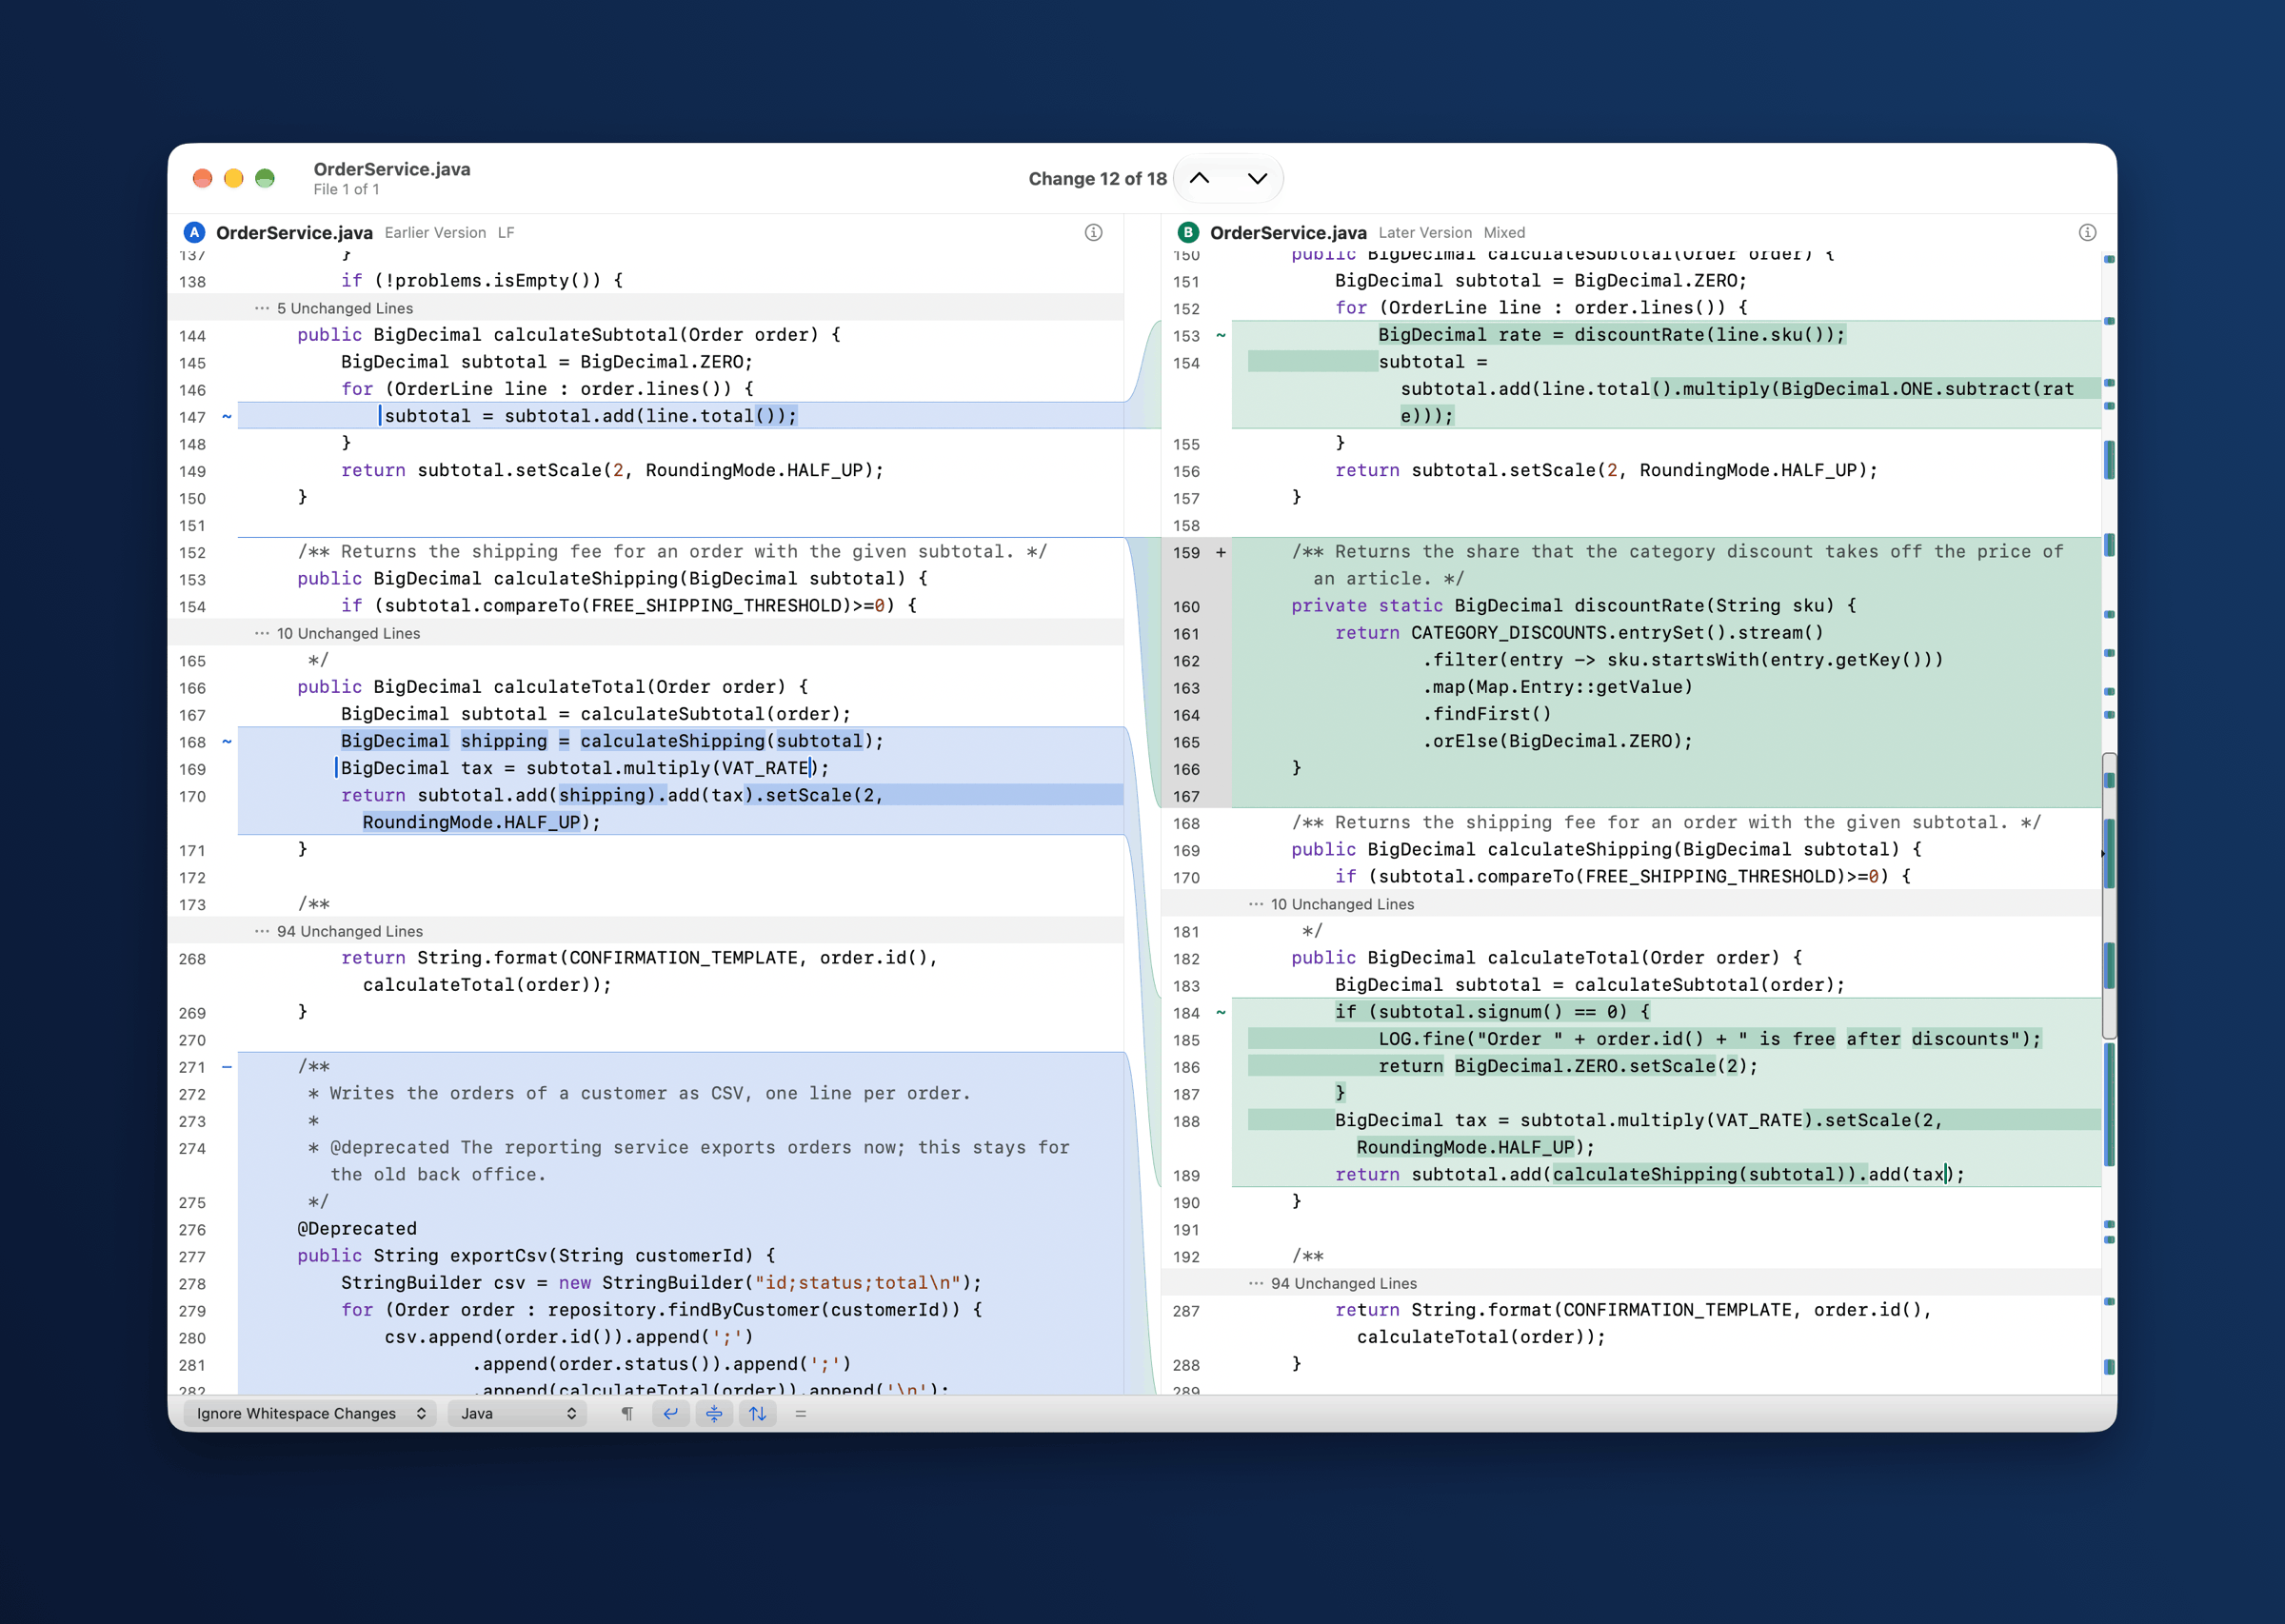 OrderService.java
File 1 of 1
Change 12 of 18
A OrderService.java Earlier Version LF
137 }
138 if (!problems.isEmpty()) {
··· 5 Unchanged Lines
144 public BigDecimal calculateSubtotal(Order order) {
145 BigDecimal subtotal = BigDecimal.ZERO;
146 for (OrderLine line : order.lines()) {
147 ~ subtotal = subtotal.add(line.total());
148 }
149 return subtotal.setScale(2, RoundingMode.HALF_UP);
150 }
151
152 /** Returns the shipping fee for an order with the given subtotal. */
153 public BigDecimal calculateShipping(BigDecimal subtotal) {
154 if (subtotal.compareTo(FREE_SHIPPING_THRESHOLD)>=0) {
··· 10 Unchanged Lines
165 */
166 public BigDecimal calculateTotal(Order order) {
167 BigDecimal subtotal = calculateSubtotal(order);
168 ~ BigDecimal shipping = calculateShipping(subtotal);
169 BigDecimal tax = subtotal.multiply(VAT_RATE);
170 return subtotal.add(shipping).add(tax).setScale(2,
RoundingMode.HALF_UP);
171 }
172
173 /**
··· 94 Unchanged Lines
268 return String.format(CONFIRMATION_TEMPLATE, order.id(),
calculateTotal(order));
269 }
270
271 − /**
272 * Writes the orders of a customer as CSV, one line per order.
273 *
274 * @deprecated The reporting service exports orders now; this stays for
the old back office.
275 */
276 @Deprecated
277 public String exportCsv(String customerId) {
278 StringBuilder csv = new StringBuilder("id;status;total\n");
279 for (Order order : repository.findByCustomer(customerId)) {
280 csv.append(order.id()).append(';')
281 .append(order.status()).append(';')
282 .append(calculateTotal(order)).append('\n');
B OrderService.java Later Version Mixed
150 public BigDecimal calculateSubtotal(Order order) {
151 BigDecimal subtotal = BigDecimal.ZERO;
152 for (OrderLine line : order.lines()) {
153 ~ BigDecimal rate = discountRate(line.sku());
154 subtotal =
subtotal.add(line.total().multiply(BigDecimal.ONE.subtract(rat
e)));
155 }
156 return subtotal.setScale(2, RoundingMode.HALF_UP);
157 }
158
159 + /** Returns the share that the category discount takes off the price of
an article. */
160 private static BigDecimal discountRate(String sku) {
161 return CATEGORY_DISCOUNTS.entrySet().stream()
162 .filter(entry -> sku.startsWith(entry.getKey()))
163 .map(Map.Entry::getValue)
164 .findFirst()
165 .orElse(BigDecimal.ZERO);
166 }
167
168 /** Returns the shipping fee for an order with the given subtotal. */
169 public BigDecimal calculateShipping(BigDecimal subtotal) {
170 if (subtotal.compareTo(FREE_SHIPPING_THRESHOLD)>=0) {
··· 10 Unchanged Lines
181 */
182 public BigDecimal calculateTotal(Order order) {
183 BigDecimal subtotal = calculateSubtotal(order);
184 ~ if (subtotal.signum() == 0) {
185 LOG.fine("Order " + order.id() + " is free after discounts");
186 return BigDecimal.ZERO.setScale(2);
187 }
188 BigDecimal tax = subtotal.multiply(VAT_RATE).setScale(2,
RoundingMode.HALF_UP);
189 return subtotal.add(calculateShipping(subtotal)).add(tax);
190 }
191
192 /**
··· 94 Unchanged Lines
287 return String.format(CONFIRMATION_TEMPLATE, order.id(),
calculateTotal(order));
288 }
289
Ignore Whitespace Changes Java ¶ =